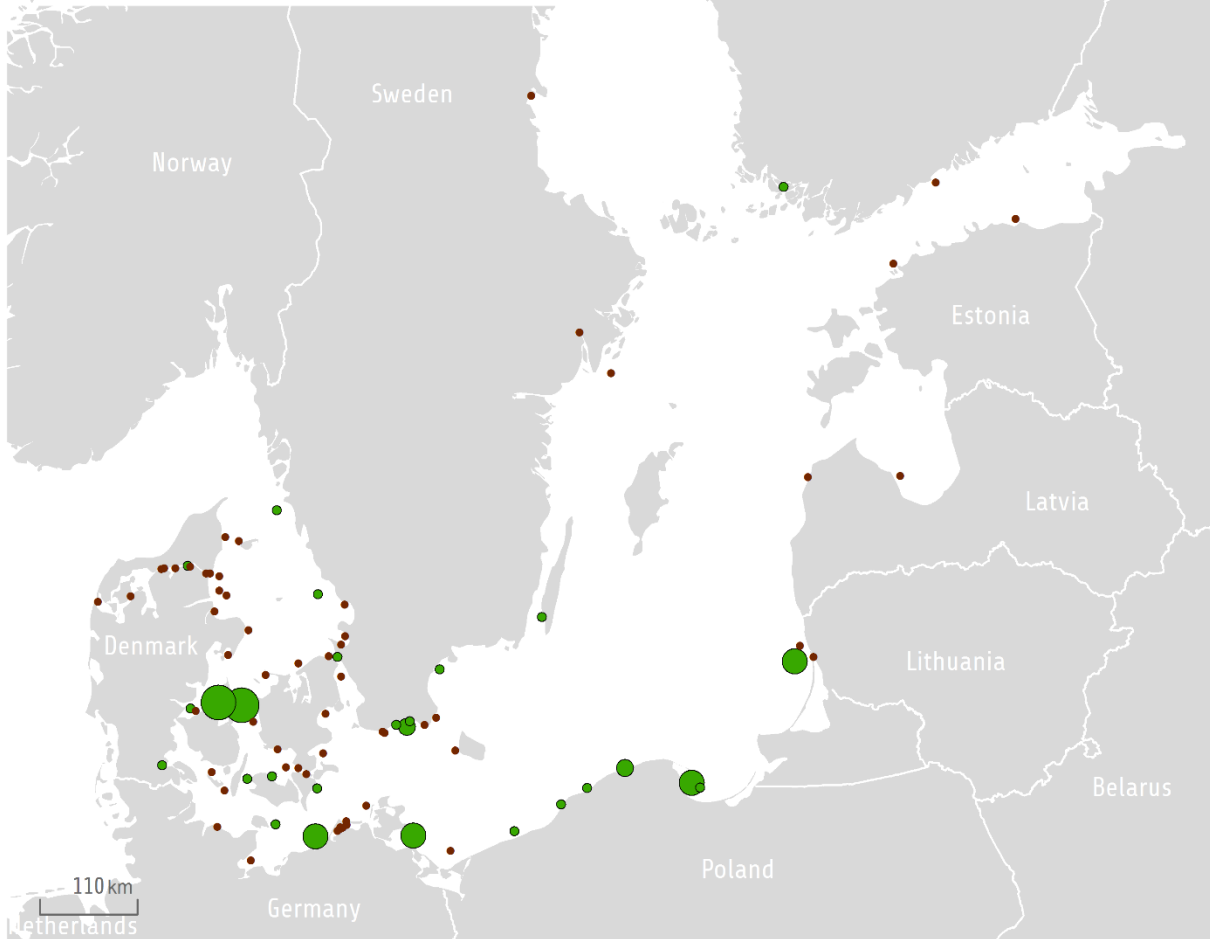 Sweden
Norway
Estonia
Latvia
Denmark
Lithuania
Belarus
Poland
110 km
Germany
Netherlands